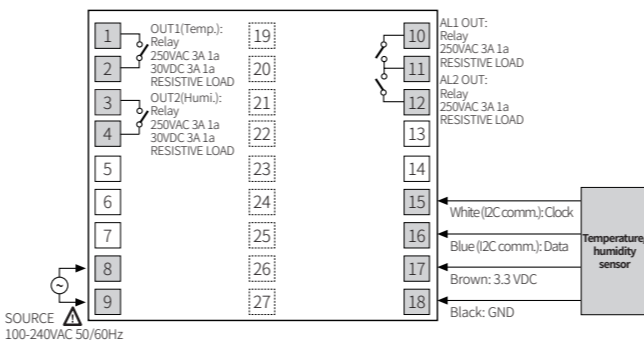 1
OUT1(Temp.):
Relay
250VAC 3A 1a
30VDC 3A 1a
RESISTIVE LOAD
2
3
OUT2(Humi.):
Relay
250VAC 3A 1a
30VDC 3A 1a
RESISTIVE LOAD
4
5
6
7
8
9
SOURCE
100-240VAC 50/60Hz
19
20
21
22
23
24
25
26
27
10
11
12
13
14
15
16
17
18
AL1 OUT:
Relay
250VAC 3A 1a
RESISTIVE LOAD
AL2 OUT:
Relay
250VAC 3A 1a
RESISTIVE LOAD
White (I2C comm.): Clock
Blue (I2C comm.): Data
Brown: 3.3 VDC
Black: GND
Temperature/
humidity
sensor